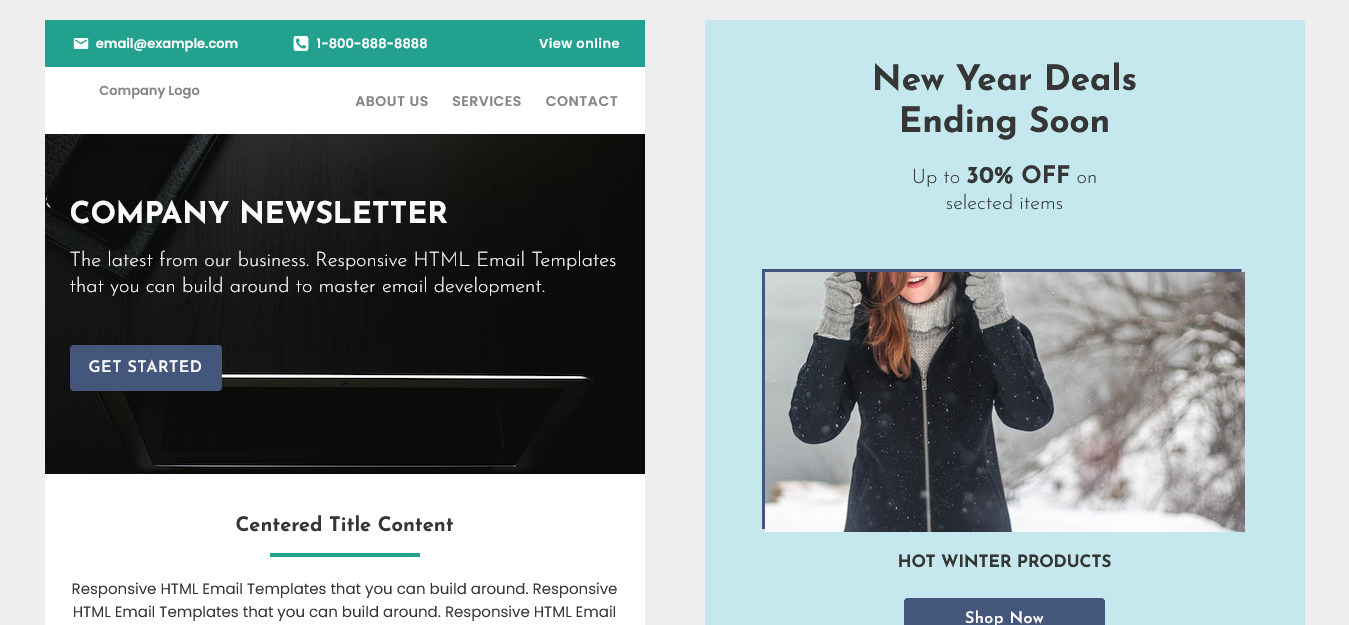 email@example.com
1-800-888-8888
View online
Company Logo
ABOUT US
SERVICES
CONTACT
COMPANY NEWSLETTER
The latest from our business. Responsive HTML Email Templates
that you can build around to master email development.
GET STARTED
Centered Title Content
Responsive HTML Email Templates that you can build around. Responsive
HTML Email Templates that you can build around. Responsive HTML Email
New Year Deals
Ending Soon
Up to 30% OFF on
selected items
HOT WINTER PRODUCTS
Shop Now